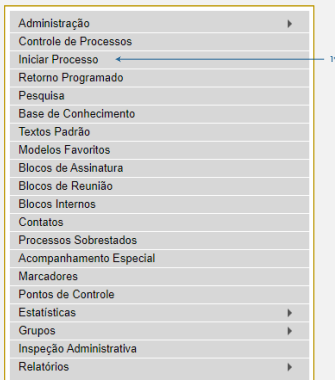 Administração
Controle de Processos
Iniciar Processo
Retorno Programado
Pesquisa
Base de Conhecimento
Textos Padrão
Modelos Favoritos
Blocos de Assinatura
Blocos de Reunião
Blocos Internos
Contatos
Processos Sobrestados
Acompanhamento Especial
Marcadores
Pontos de Controle
Estatísticas
Grupos
Inspeção Administrativa
Relatórios